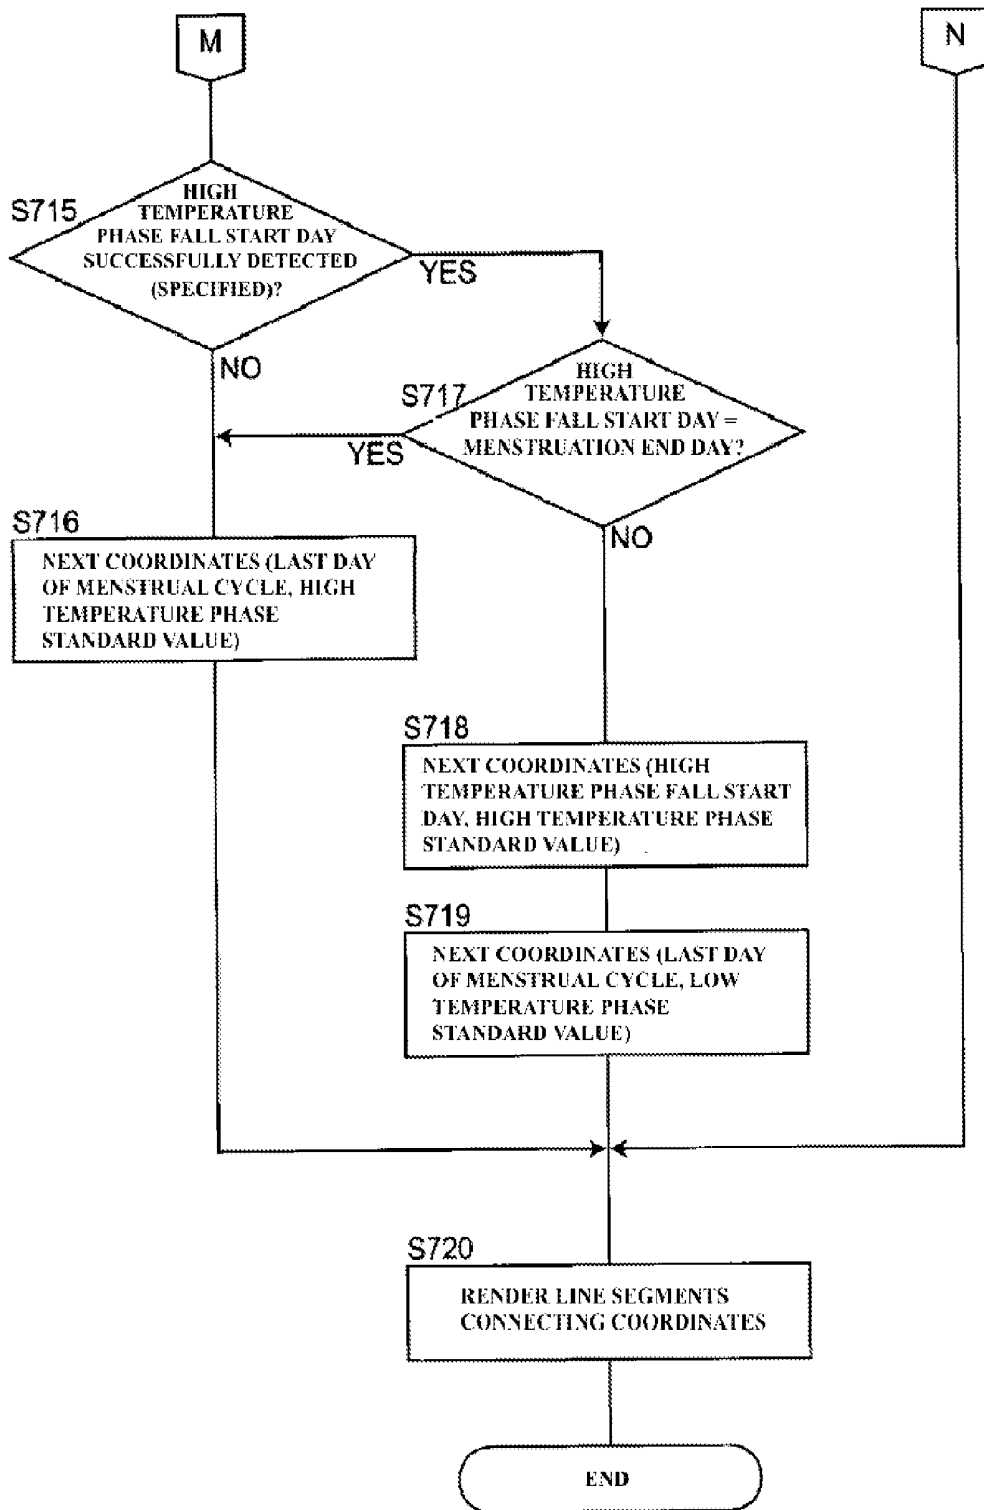 M
N
S715
HIGH
TEMPERATURE
PHASE FALL START DAY
SUCCESSFULLY DETECTED
(SPECIFIED)?
YES
NO
S717
HIGH
TEMPERATURE
PHASE FALL START DAY =
MENSTRUATION END DAY?
YES
NO
S716
NEXT COORDINATES (LAST DAY
OF MENSTRUAL CYCLE, HIGH
TEMPERATURE PHASE
STANDARD VALUE)
S718
NEXT COORDINATES (HIGH
TEMPERATURE PHASE FALL START
DAY, HIGH TEMPERATURE PHASE
STANDARD VALUE)
S719
NEXT COORDINATES (LAST DAY
OF MENSTRUAL CYCLE, LOW
TEMPERATURE PHASE
STANDARD VALUE)
S720
RENDER LINE SEGMENTS
CONNECTING COORDINATES
END